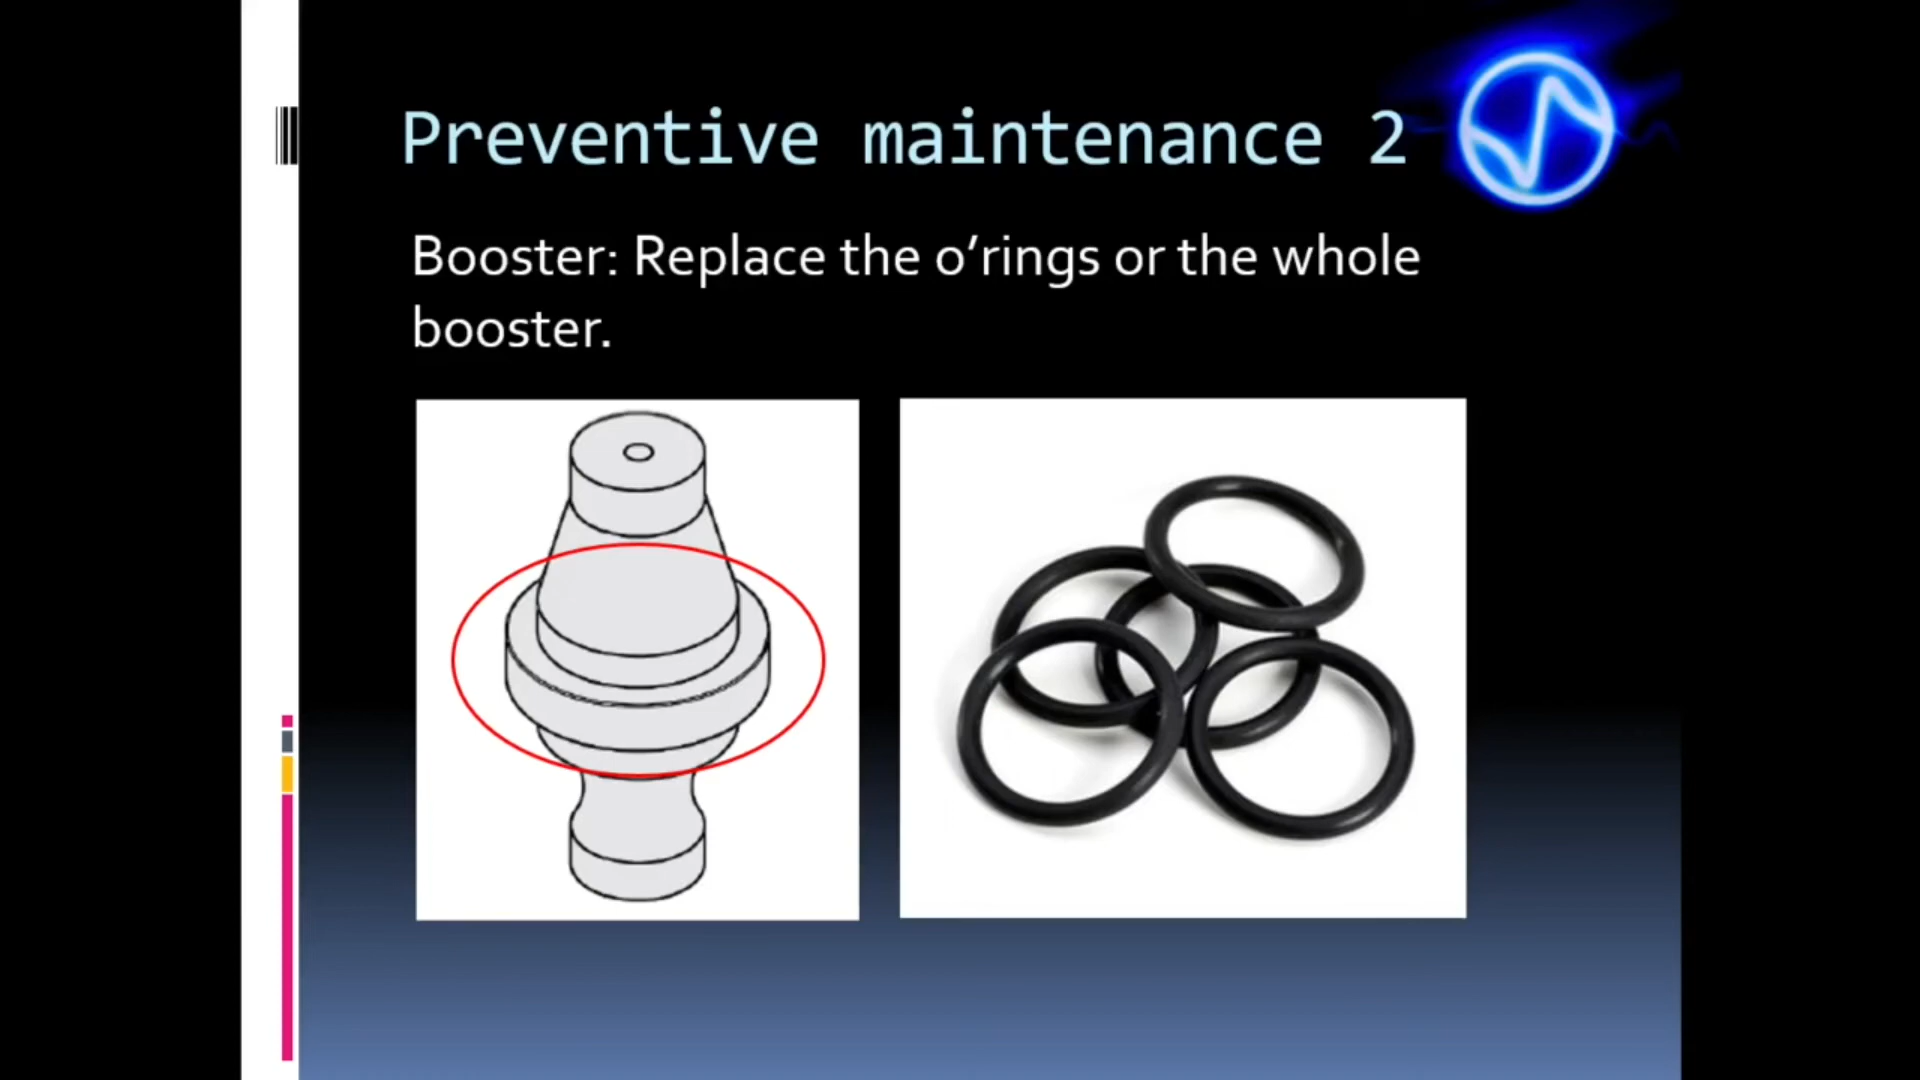 Preventive maintenance 2
Booster: Replace the o’rings or the whole
booster.